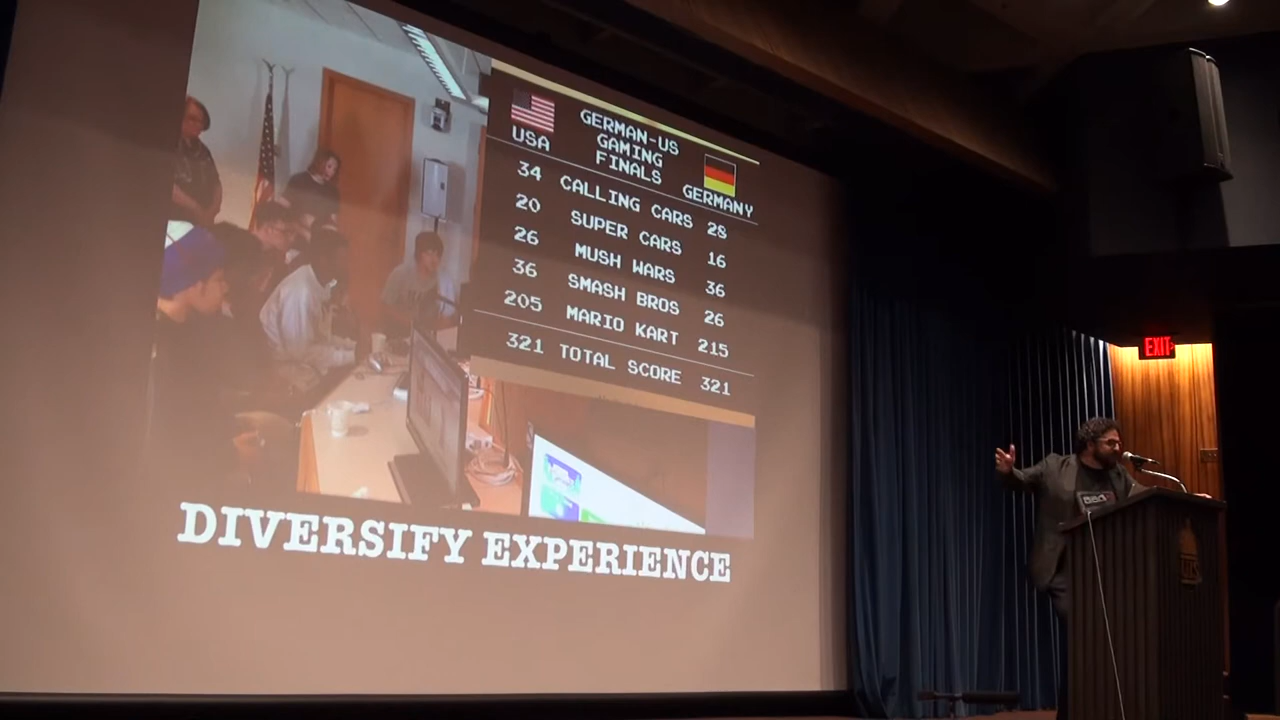 GERMAN-US
GAMING
FINALS
USA
GERMANY
34 CALLING CARS 28
20 SUPER CARS 16
26 MUSH WARS 36
36 SMASH BROS 26
205 MARIO KART 215
321 TOTAL SCORE 321
DIVERSIFY EXPERIENCE
EXIT